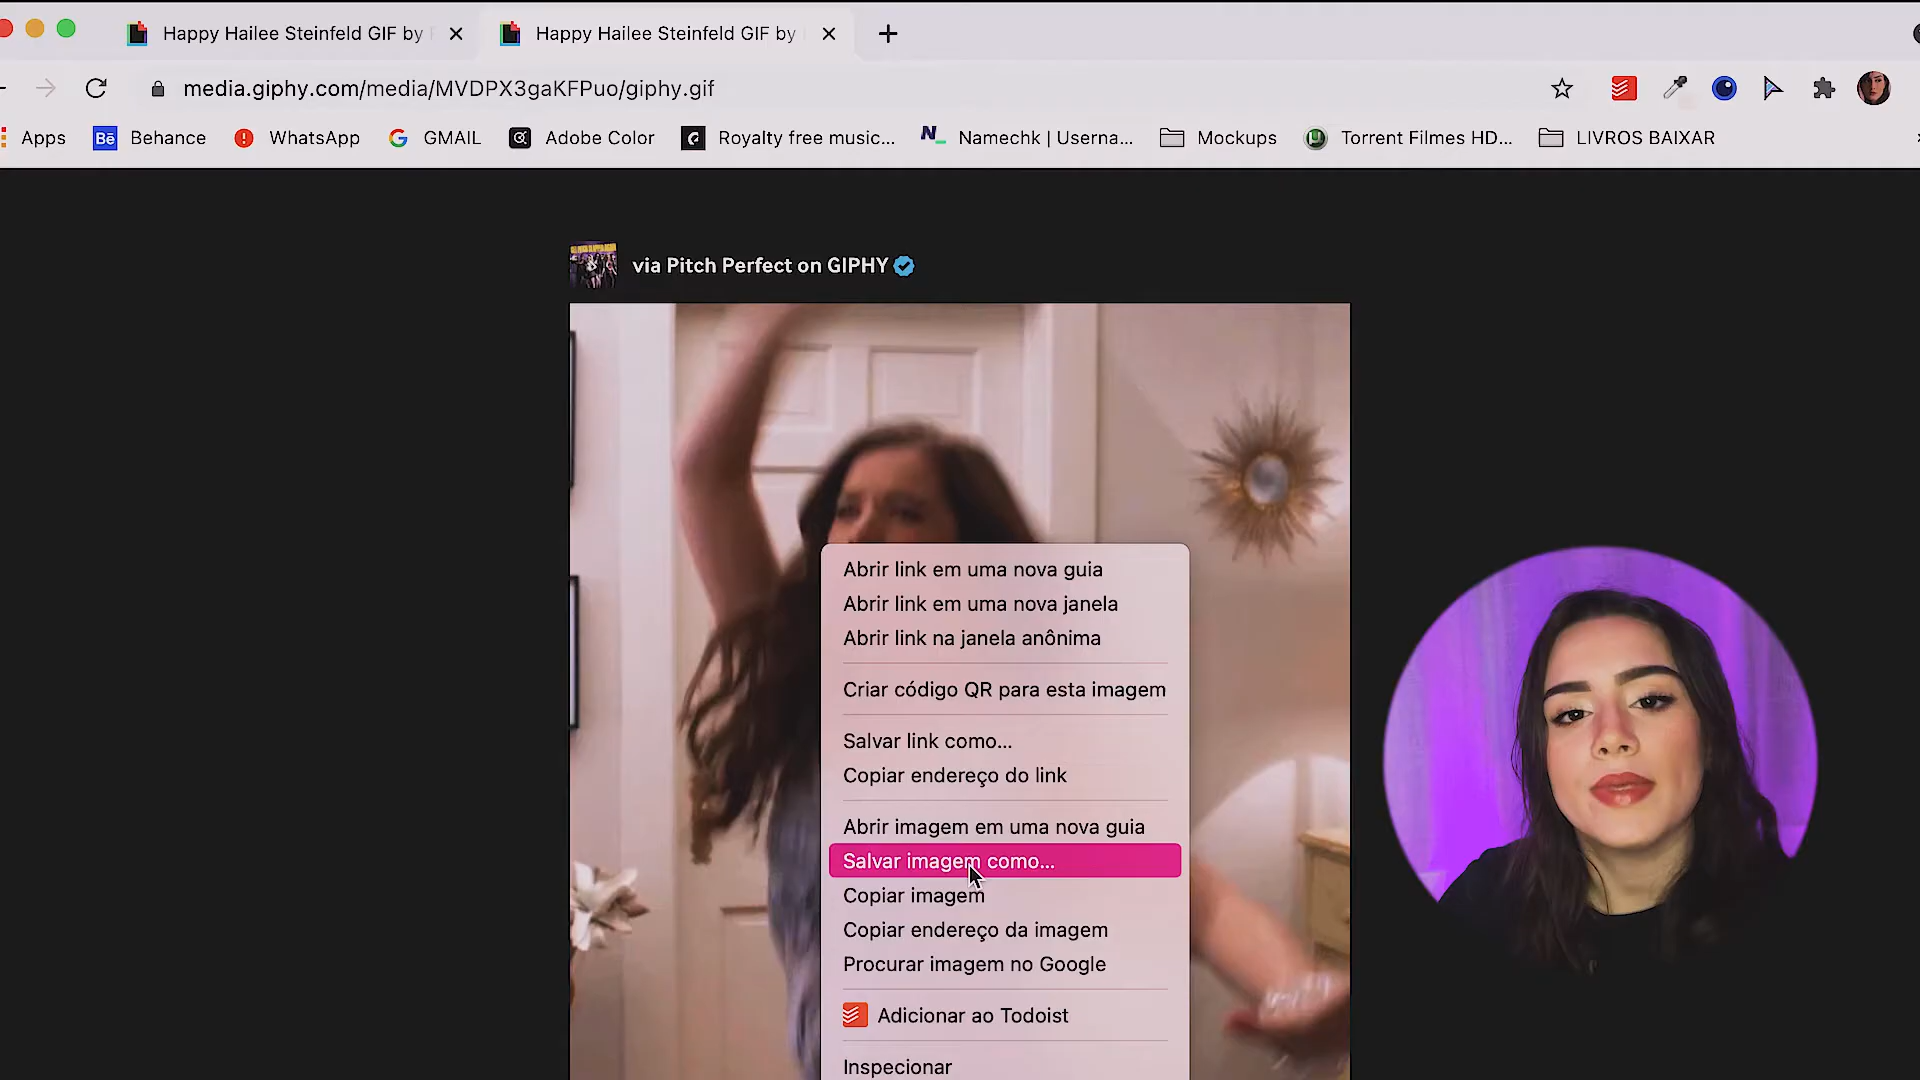 Happy Hailee Steinfeld GIF by
Happy Hailee Steinfeld GIF by
media.giphy.com/media/MVDPX3gaKFPuo/giphy.gif
Apps
Bē Behance
WhatsApp
G GMAIL
Adobe Color
Royalty free music...
N_ Namechk | Userna...
Mockups
Torrent Filmes HD...
LIVROS BAIXAR
via Pitch Perfect on GIPHY
Abrir link em uma nova guia
Abrir link em uma nova janela
Abrir link na janela anônima
Criar código QR para esta imagem
Salvar link como...
Copiar endereço do link
Abrir imagem em uma nova guia
Salvar imagem como...
Copiar imagem
Copiar endereço da imagem
Procurar imagem no Google
Adicionar ao Todoist
Inspecionar